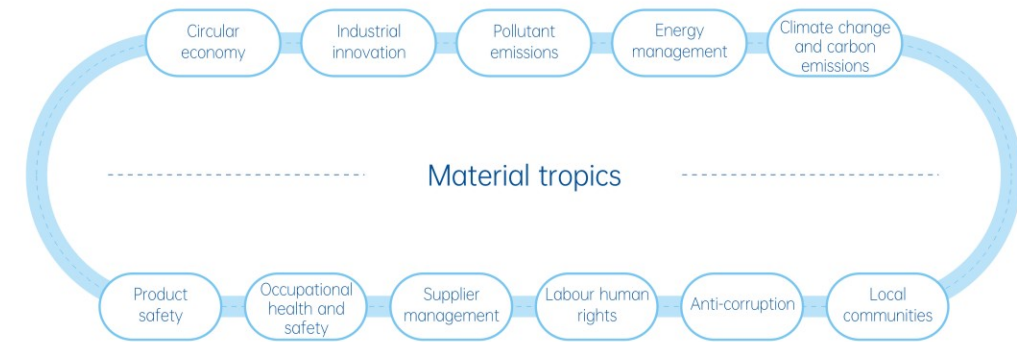 Circular
economy
Industrial
innovation
Pollutant
emissions
Energy
management
Climate change
and carbon
emissions
Material tropics
Product
safety
Occupational
health and
safety
Supplier
management
Labour human
rights
Anti-corruption
Local
communities